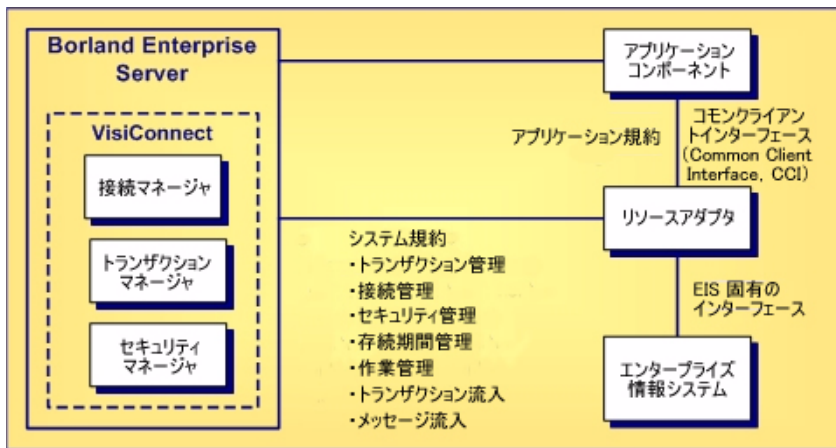 Borland Enterprise
Server
VisiConnect
接続マネージャ
トランザクション
マネージャ
セキュリティ
マネージャ
アプリケーション
コンポーネント
アプリケーション規約
コモンクライアン
トインターフェース
(Common Client
Interface, CCI)
リソースアダプタ
システム規約
・トランザクション管理
・接続管理
・セキュリティ管理
・存続期間管理
・作業管理
・トランザクション流入
・メッセージ流入
EIS 固有の
インターフェース
エンタープライズ
情報システム